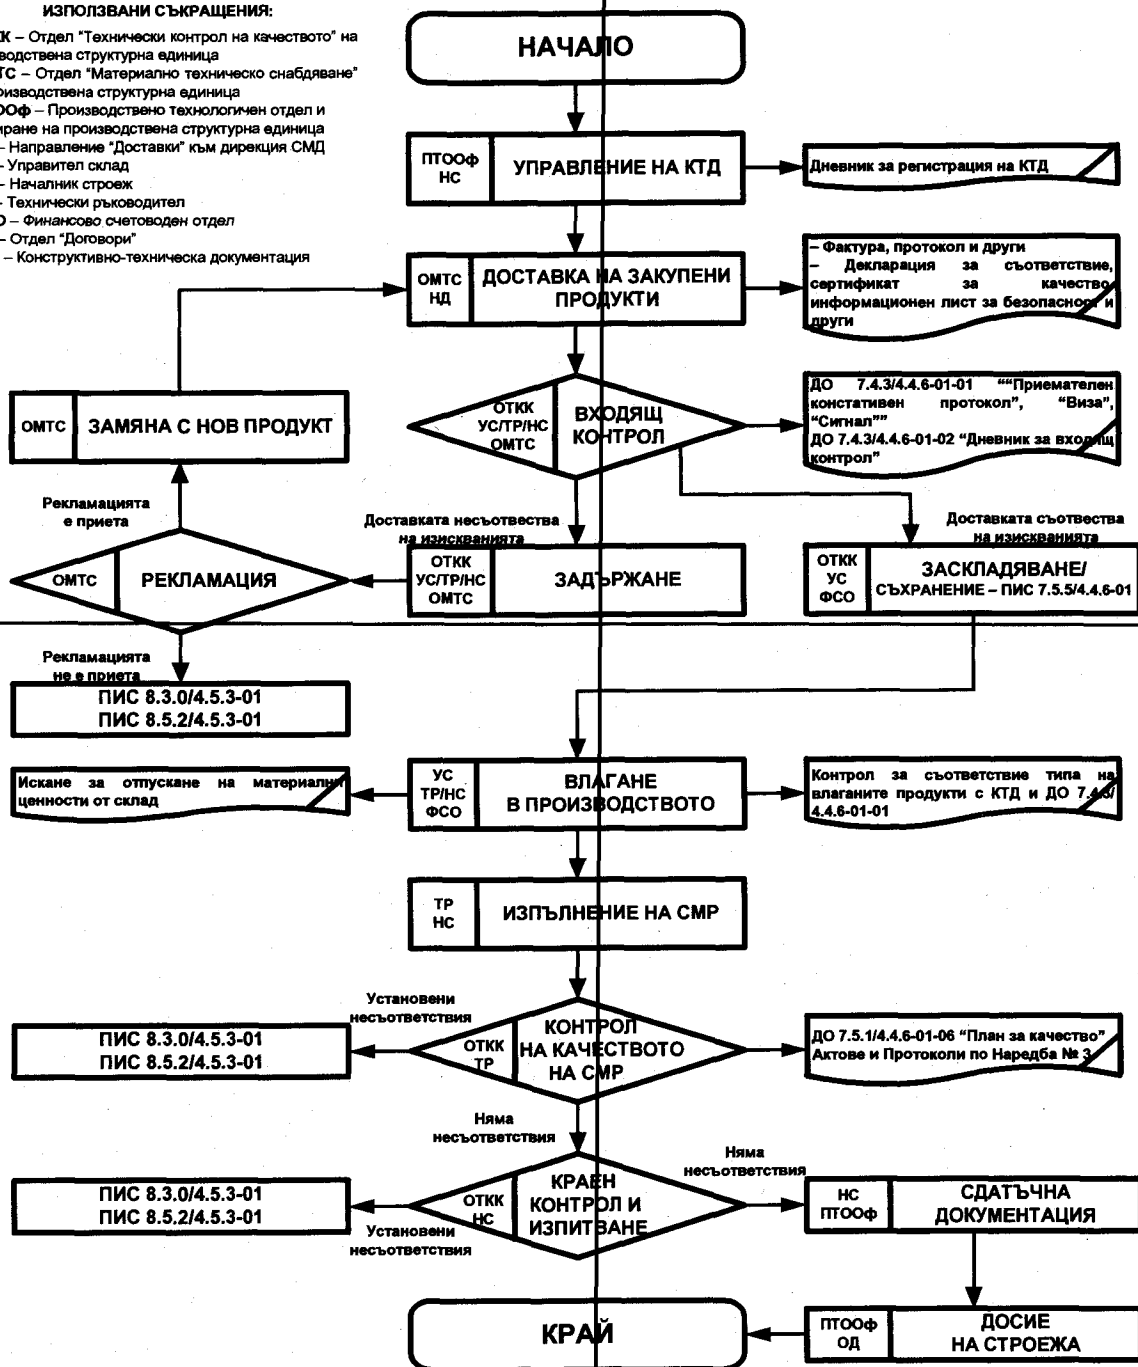 ИЗПОЛЗВАНИ СЪКРАЩЕНИЯ:
КК – Отдел "Технически контрол на качеството" на
водствена структурна единица
ТС – Отдел "Материално техническо снабдяване"
оизводствена структурна единица
ООф – Производствено технологичен отдел и
иране на производствена структурна единица
– Направление "Доставки" към дирекция СМД
– Управител склад
– Началник строеж
– Технически ръководител
О – Финансово счетоводен отдел
– Отдел "Договори"
– Конструктивно-техническа документация
НАЧАЛО
ПТООф
НС
УПРАВЛЕНИЕ НА КТД
Дневник за регистрация на КТД
ОМТС
НД
ДОСТАВКА НА ЗАКУПЕНИ
ПРОДУКТИ
– Фактура, протокол и други
– Декларация за съответствие,
сертификат за качество,
информационен лист за безопасност и
други
ОМТС
ЗАМЯНА С НОВ ПРОДУКТ
ОТКК
УС/ТР/НС
ОМТС
ВХОДЯЩ
КОНТРОЛ
ДО 7.4.3/4.4.6-01-01 ""Приемателен
констативен протокол", "Виза",
"Сигнал""
ДО 7.4.3/4.4.6-01-02 "Дневник за входящ
контрол"
Рекламацията
е приета
Доставката несъотвества
на изискванията
Доставката съотвества
на изискванията
ОМТС
РЕКЛАМАЦИЯ
ОТКК
УС/ТР/НС
ОМТС
ЗАДЪРЖАНЕ
ОТКК
УС
ФСО
ЗАСКЛАДЯВАНЕ/
СЪХРАНЕНИЕ – ПИС 7.5.5/4.4.6-01
Рекламацията
не е приета
ПИС 8.3.0/4.5.3-01
ПИС 8.5.2/4.5.3-01
Искане за отпускане на материални
ценности от склад
УС
ТР/НС
ФСО
ВЛАГАНЕ
В ПРОИЗВОДСТВОТО
Контрол за съответствие типа на
влаганите продукти с КТД и ДО 7.4.3/
4.4.6-01-01
ТР
НС
ИЗПЪЛНЕНИЕ НА СМР
Установени
несъответствия
ПИС 8.3.0/4.5.3-01
ПИС 8.5.2/4.5.3-01
ОТКК
ТР
КОНТРОЛ
НА КАЧЕСТВОТО
НА СМР
ДО 7.5.1/4.4.6-01-06 "План за качество"
Актове и Протоколи по Наредба № 3
Няма
несъответствия
Няма
несъответствия
ПИС 8.3.0/4.5.3-01
ПИС 8.5.2/4.5.3-01
ОТКК
НС
КРАЕН
КОНТРОЛ И
ИЗПИТВАНЕ
НС
ПТООф
СДАТЪЧНА
ДОКУМЕНТАЦИЯ
Установени
несъответствия
КРАЙ
ПТООф
ОД
ДОСИЕ
НА СТРОЕЖА